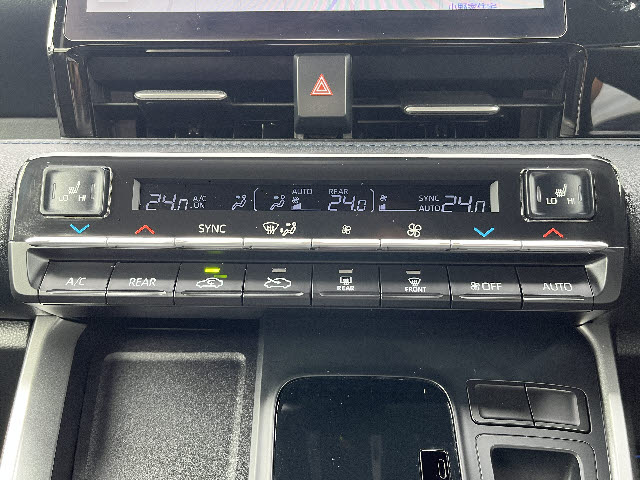 AUTO REAR SYNC
24.0 A/C ON 24.0 AUTO 24.0
LO HI
LO HI
SYNC
A/C REAR REAR FRONT OFF AUTO